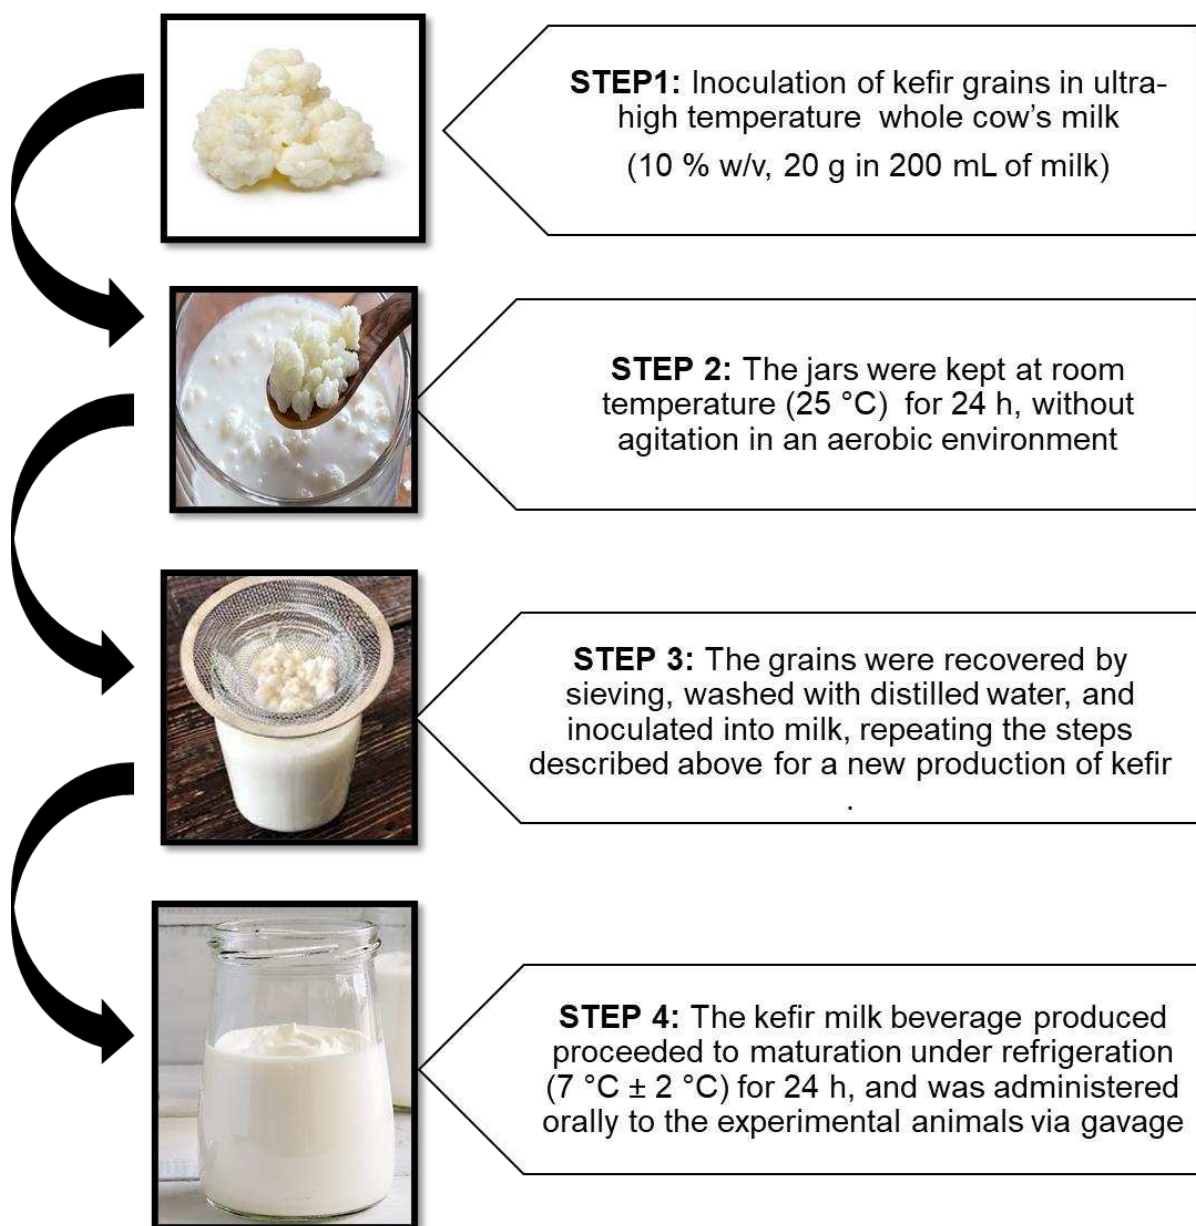 STEP1: Inoculation of kefir grains in ultra-
high temperature whole cow's milk
(10 % w/v, 20 g in 200 mL of milk)
STEP 2: The jars were kept at room
temperature (25 °C) for 24 h, without
agitation in an aerobic environment
STEP 3: The grains were recovered by
sieving, washed with distilled water, and
inoculated into milk, repeating the steps
described above for a new production of kefir
.
STEP 4: The kefir milk beverage produced
proceeded to maturation under refrigeration
(7 °C ± 2 °C) for 24 h, and was administered
orally to the experimental animals via gavage